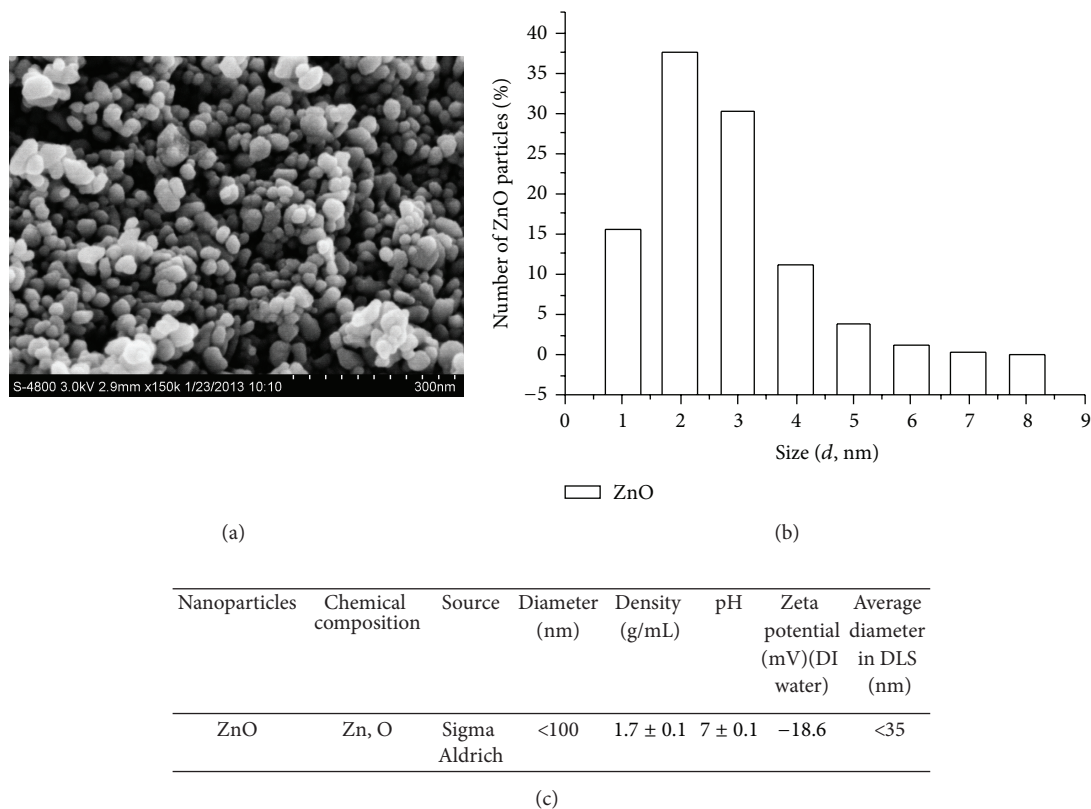 S-4800 3.0kV 2.9mm x150k 1/23/2013 10:10 300nm
(a)
Number of ZnO particles (%)
40
35
30
25
20
15
10
5
0
−5
0 1 2 3 4 5 6 7 8 9
Size (d, nm)
ZnO
(b)
Nanoparticles Chemical composition Source Diameter (nm) Density (g/mL) pH Zeta potential (mV)(DI water) Average diameter in DLS (nm)
ZnO Zn, O Sigma Aldrich <100 1.7 ± 0.1 7 ± 0.1 −18.6 <35
(c)